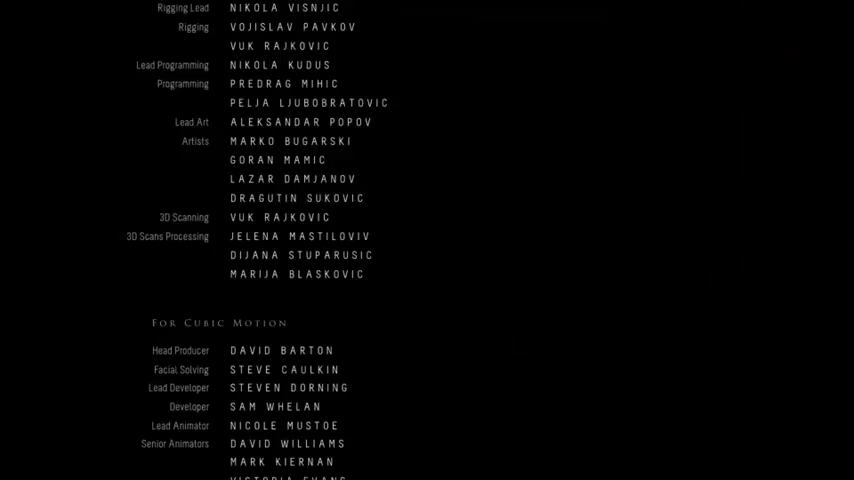 Rigging Lead NIKOLA VISNJIC
Rigging VOJISLAV PAVKOV
VUK RAJKOVIC
Lead Programming NIKOLA KUDUS
Programming PREDRAG MIHIC
PELJA LJUBOBRATOVIC
Lead Art ALEKSANDAR POPOV
Artists MARKO BUGARSKI
GORAN MAMIC
LAZAR DAMJANOV
DRAGUTIN SUKOVIC
3D Scanning VUK RAJKOVIC
3D Scans Processing JELENA MASTILOVIV
DIJANA STUPARUSIC
MARIJA BLASKOVIC
FOR CUBIC MOTION
Head Producer DAVID BARTON
Facial Solving STEVE CAULKIN
Lead Developer STEVEN DORNING
Developer SAM WHELAN
Lead Animator NICOLE MUSTOE
Senior Animators DAVID WILLIAMS
MARK KIERNAN
VICTORIA EVANS